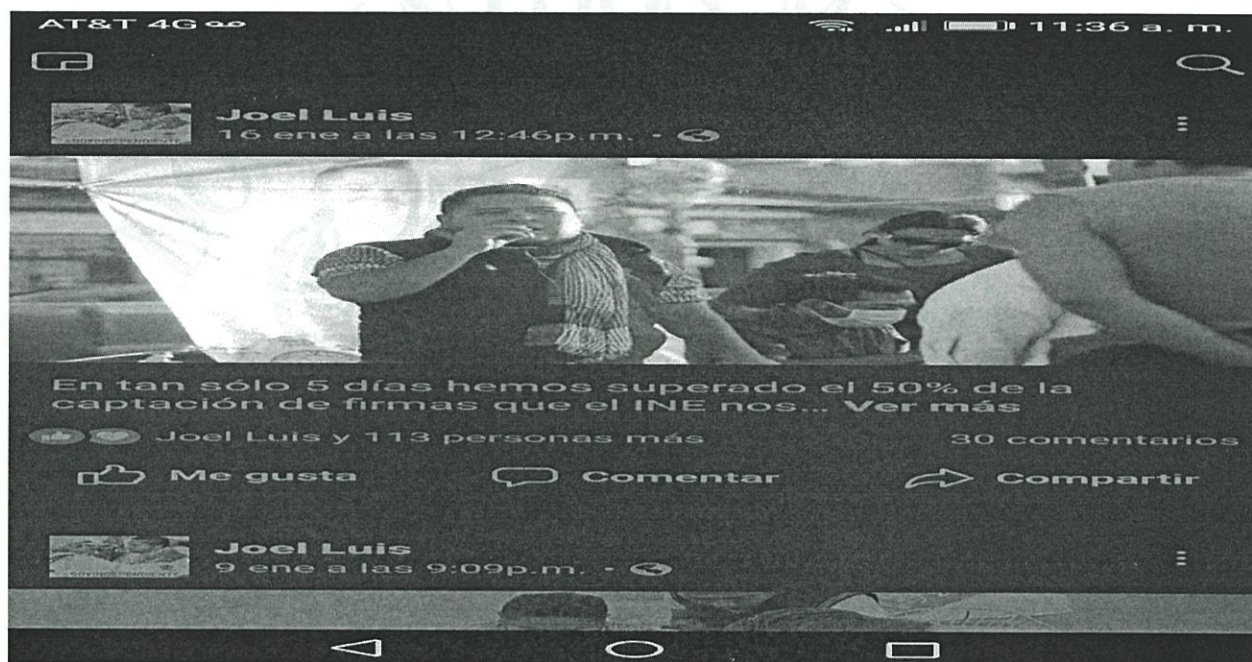 AT&T 4G
11:36 a. m.
Joel Luis
16 ene a las 12:46p.m. ·
En tan sólo 5 días hemos superado el 50% de la
captación de firmas que el INE nos... Ver más
Joel Luis y 113 personas más
30 comentarios
Me gusta
Comentar
Compartir
Joel Luis
9 ene a las 9:09p.m. ·